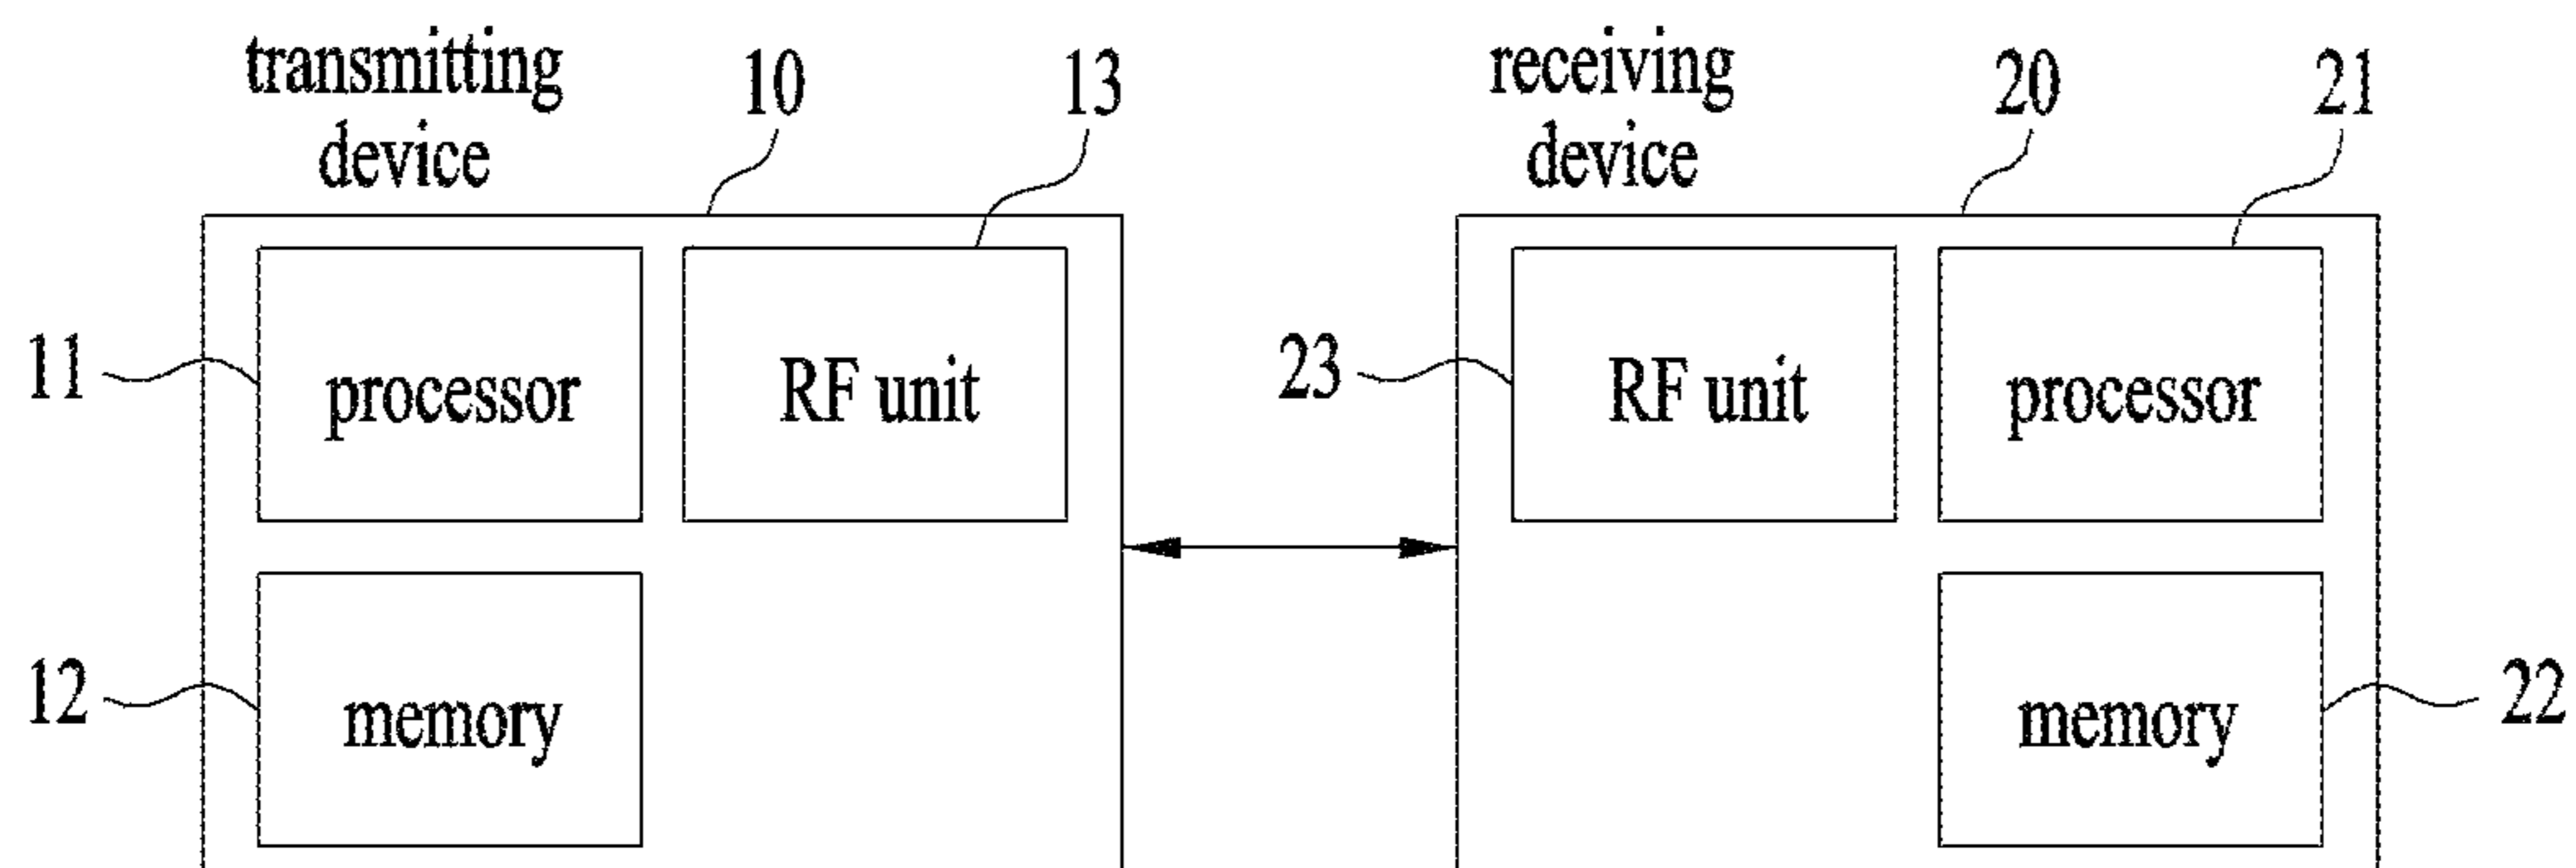 transmitting
device
10
13
receiving
device
20
21
11
processor
RF unit
23
RF unit
processor
12
memory
memory
22